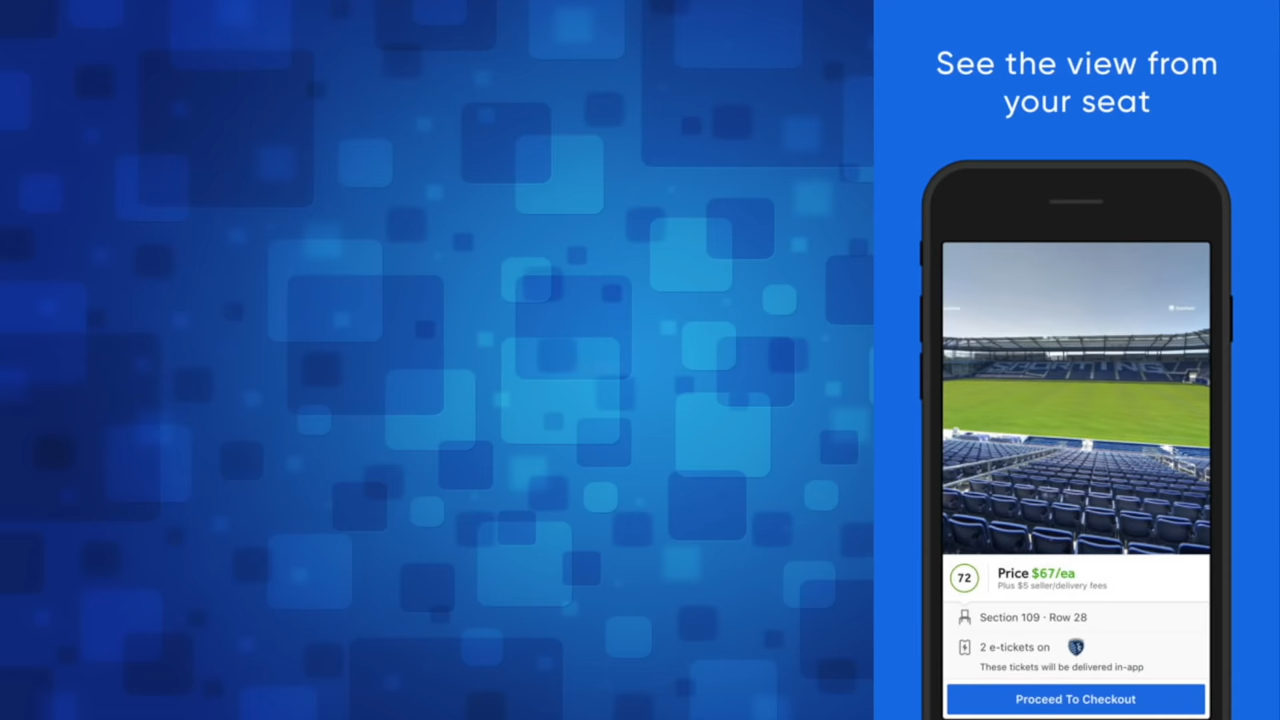 See the view from
your seat
SPORTING
72
Price $67/ea
Plus $5 seller/delivery fees
Section 109 · Row 28
2 e-tickets on
These tickets will be delivered in-app
Proceed To Checkout